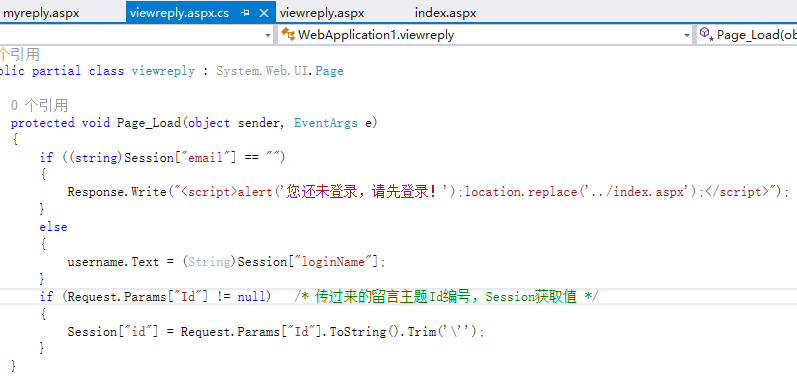 myreply.aspx viewreply.aspx.cs viewreply.aspx index.aspx
WebApplication1.viewreply Page_Load(ob
个引用
blic partial class viewreply : System.Web.UI.Page
0 个引用
protected void Page_Load(object sender, EventArgs e)
{
if ((string)Session["email"] == "")
{
Response.Write("<script>alert('您还未登录，请先登录！');location.replace('../index.aspx');</script>");
}
else
{
username.Text = (String)Session["loginName"];
}
if (Request.Params["Id"] != null) /* 传过来的留言主题Id编号，Session获取值 */
{
Session["id"] = Request.Params["Id"].ToString().Trim('\'');
}
}